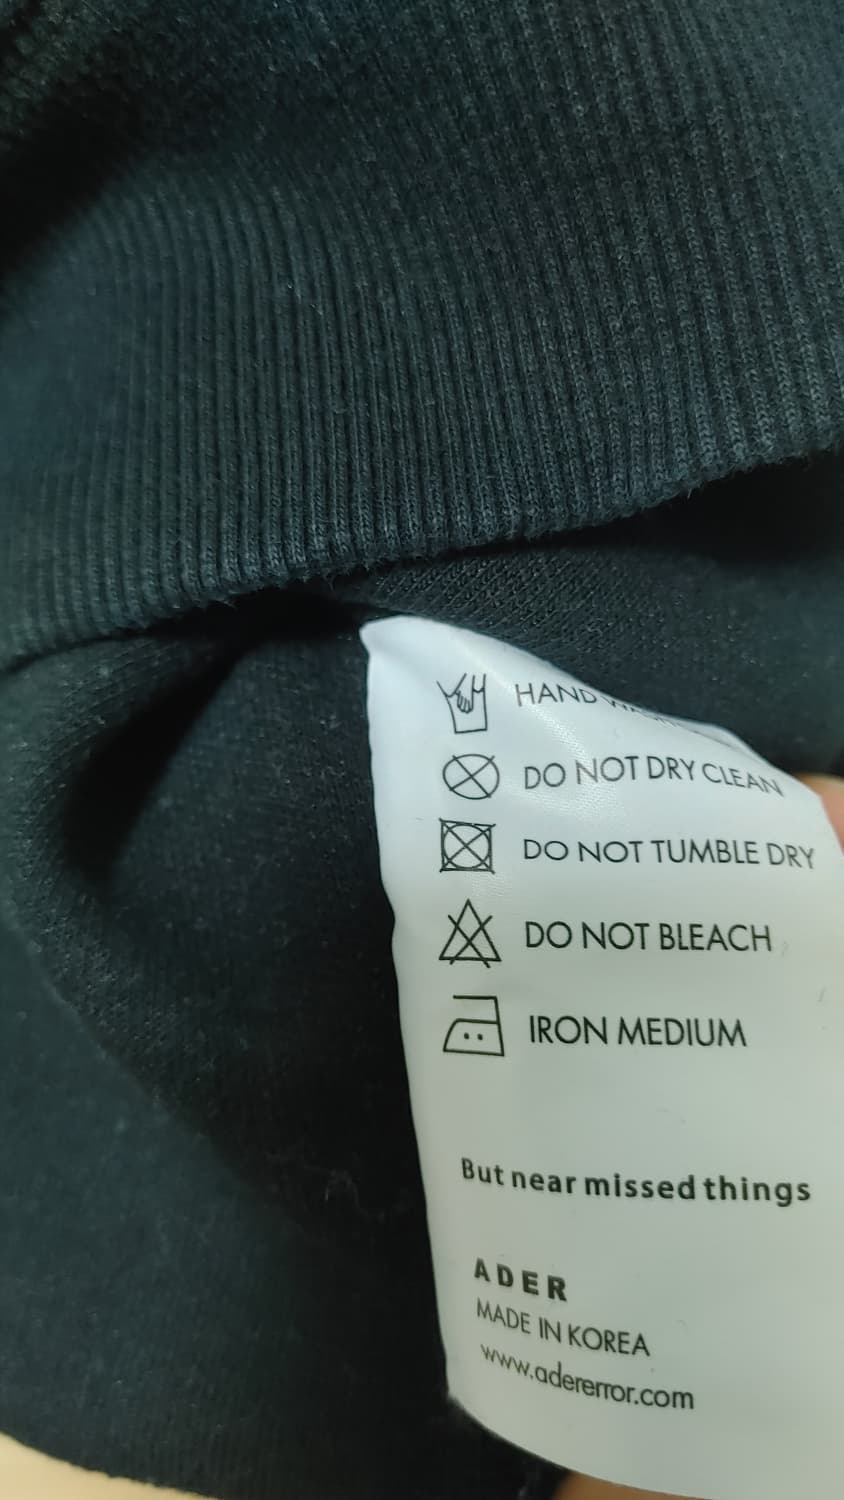 HAND
DO NOT DRY CLEAN
DO NOT TUMBLE DRY
DO NOT BLEACH
IRON MEDIUM
But near missed things
ADER
MADE IN KOREA
www.adererror.com